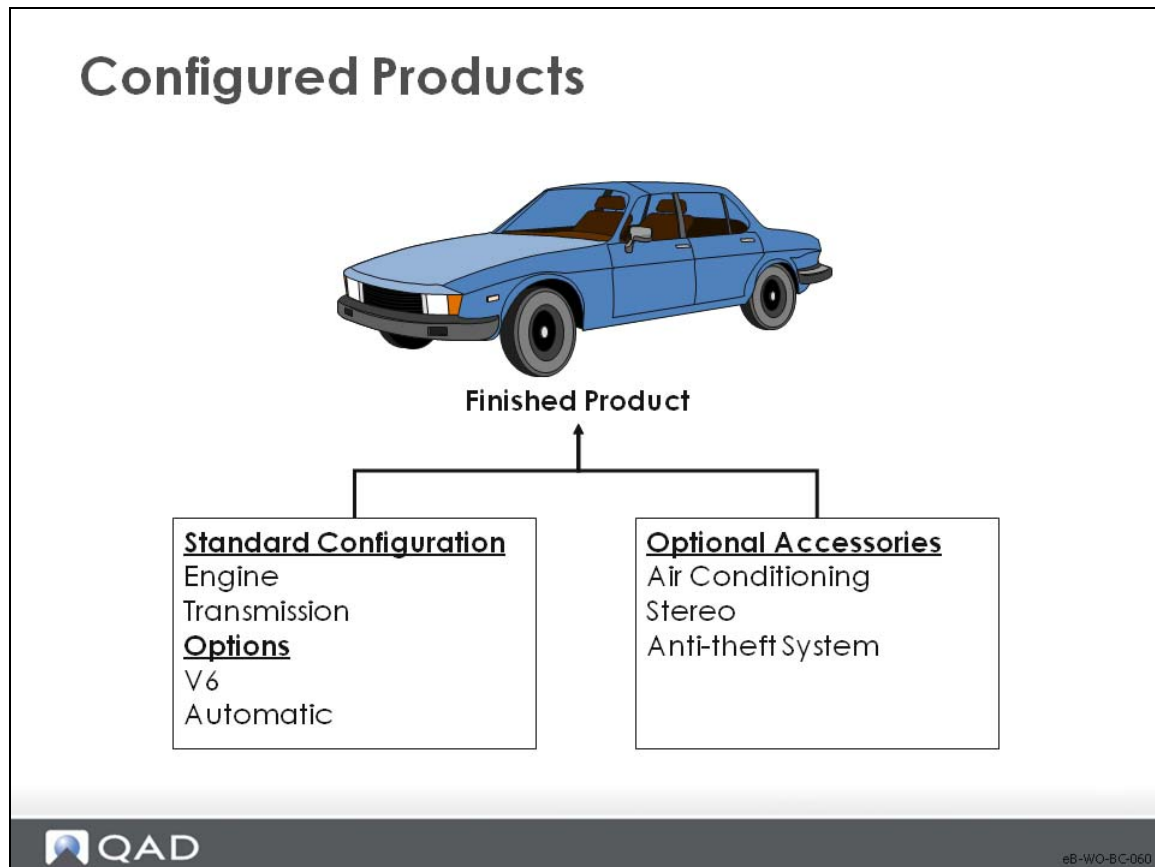 Configured Products
Finished Product
Standard Configuration
Engine
Transmission
Options
V6
Automatic
Optional Accessories
Air Conditioning
Stereo
Anti-theft System
QAD
eB-WO-BC-060